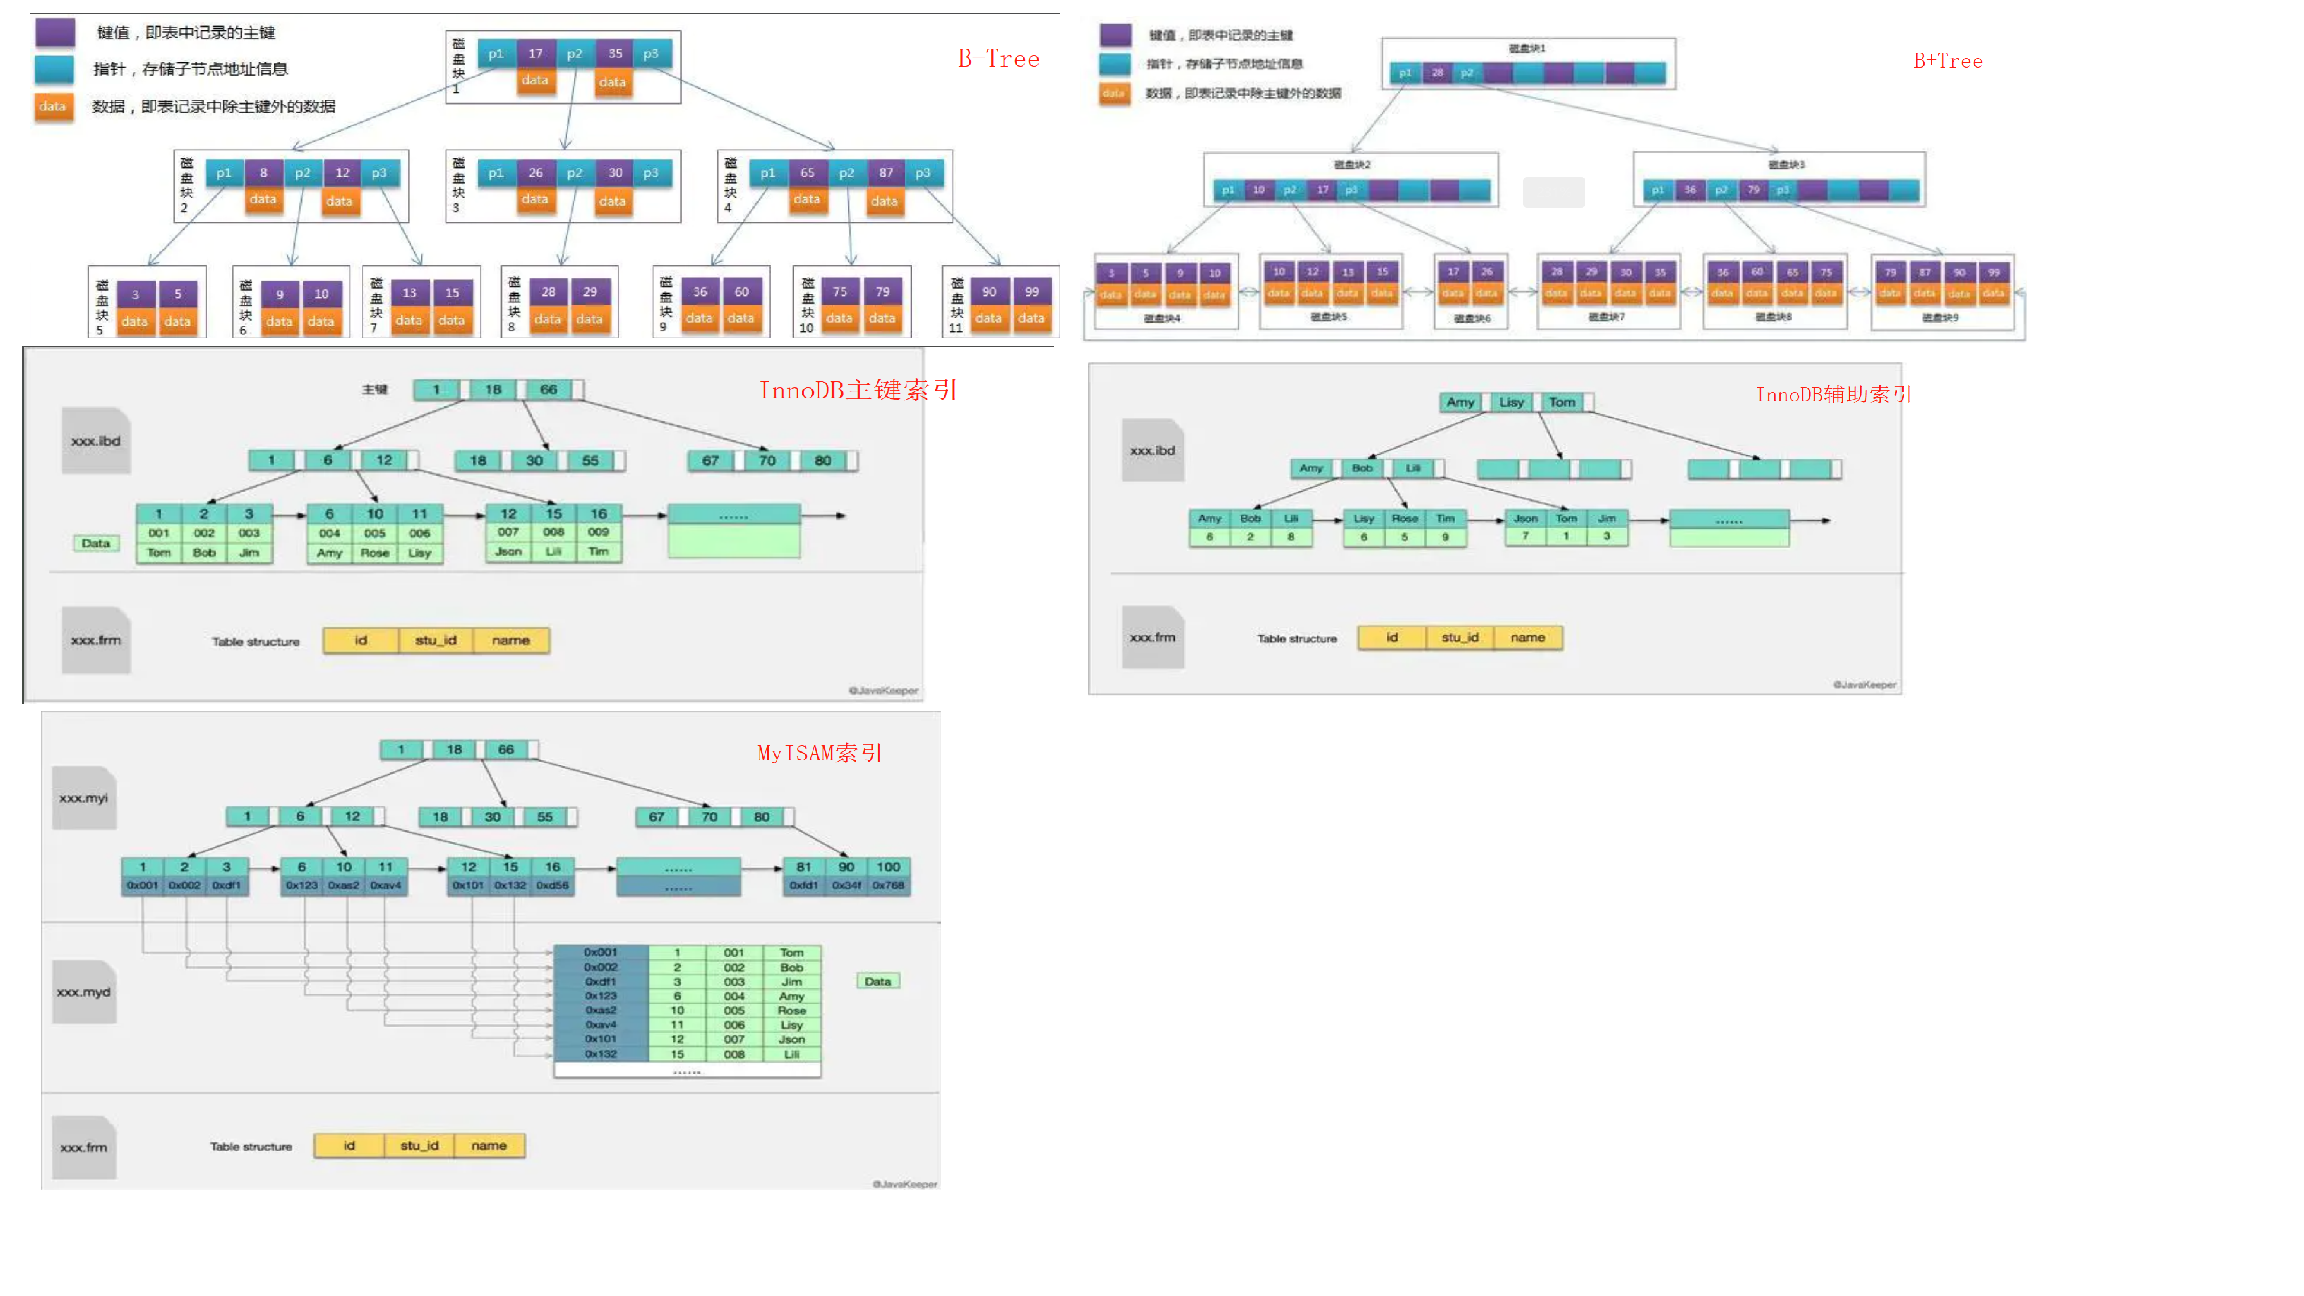 键值，即表中记录的主键
指针，存储子节点地址信息
data 数据，即表记录中除主键外的数据
B Tree
磁盘块1 p1 17 p2 35 p3
data data
磁盘块2 p1 8 p2 12 p3
data data
磁盘块3 p1 26 p2 30 p3
data data
磁盘块4 p1 65 p2 87 p3
data data
磁盘块5 3 5
data data
磁盘块6 9 10
data data
磁盘块7 13 15
data data
磁盘块8 28 29
data data
磁盘块9 36 60
data data
磁盘块10 75 79
data data
磁盘块11 90 99
data data
键值，即表中记录的主键
指针，存储子节点地址信息
data 数据，即表记录中除主键外的数据
B+Tree
磁盘块1
p1 28 p2
磁盘块2
p1 10 p2 17 p3
磁盘块3
p1 36 p2 79 p3
3 5 9 10
data data data data
磁盘块4
10 12 13 15
data data data data
磁盘块5
17 26
data data
磁盘块6
28 29 30 35
data data data data
磁盘块7
36 60 65 75
data data data data
磁盘块8
79 87 90 99
data data data data
磁盘块9
InnoDB主键索引
主键 1 18 66
xxx.ibd
1 6 12
18 30 55
67 70 80
1 2 3
001 002 003
Tom Bob Jim
6 10 11
004 005 006
Amy Rose Lisy
12 15 16
007 008 009
Json Lili Tim
......
Data
xxx.frm
Table structure id stu_id name
@JavaKeeper
InnoDB辅助索引
Amy Lisy Tom
xxx.ibd
Amy Bob Lili
Amy Bob Lili
6 2 8
Lisy Rose Tim
6 5 9
Json Tom Jim
7 1 3
......
xxx.frm
Table structure id stu_id name
@JavaKeeper
MyISAM索引
1 18 66
xxx.myi
1 6 12
18 30 55
67 70 80
1 2 3
0x001 0x002 0xdf1
6 10 11
0x123 0xas2 0xav4
12 15 16
0x101 0x132 0xd56
......
......
81 90 100
0xfd1 0x34f 0x768
xxx.myd
0x001 1 001 Tom
0x002 2 002 Bob
0xdf1 3 003 Jim
0x123 6 004 Amy
0xas2 10 005 Rose
0xav4 11 006 Lisy
0x101 12 007 Json
0x132 15 008 Lili
......
Data
xxx.frm
Table structure id stu_id name
@JavaKeeper